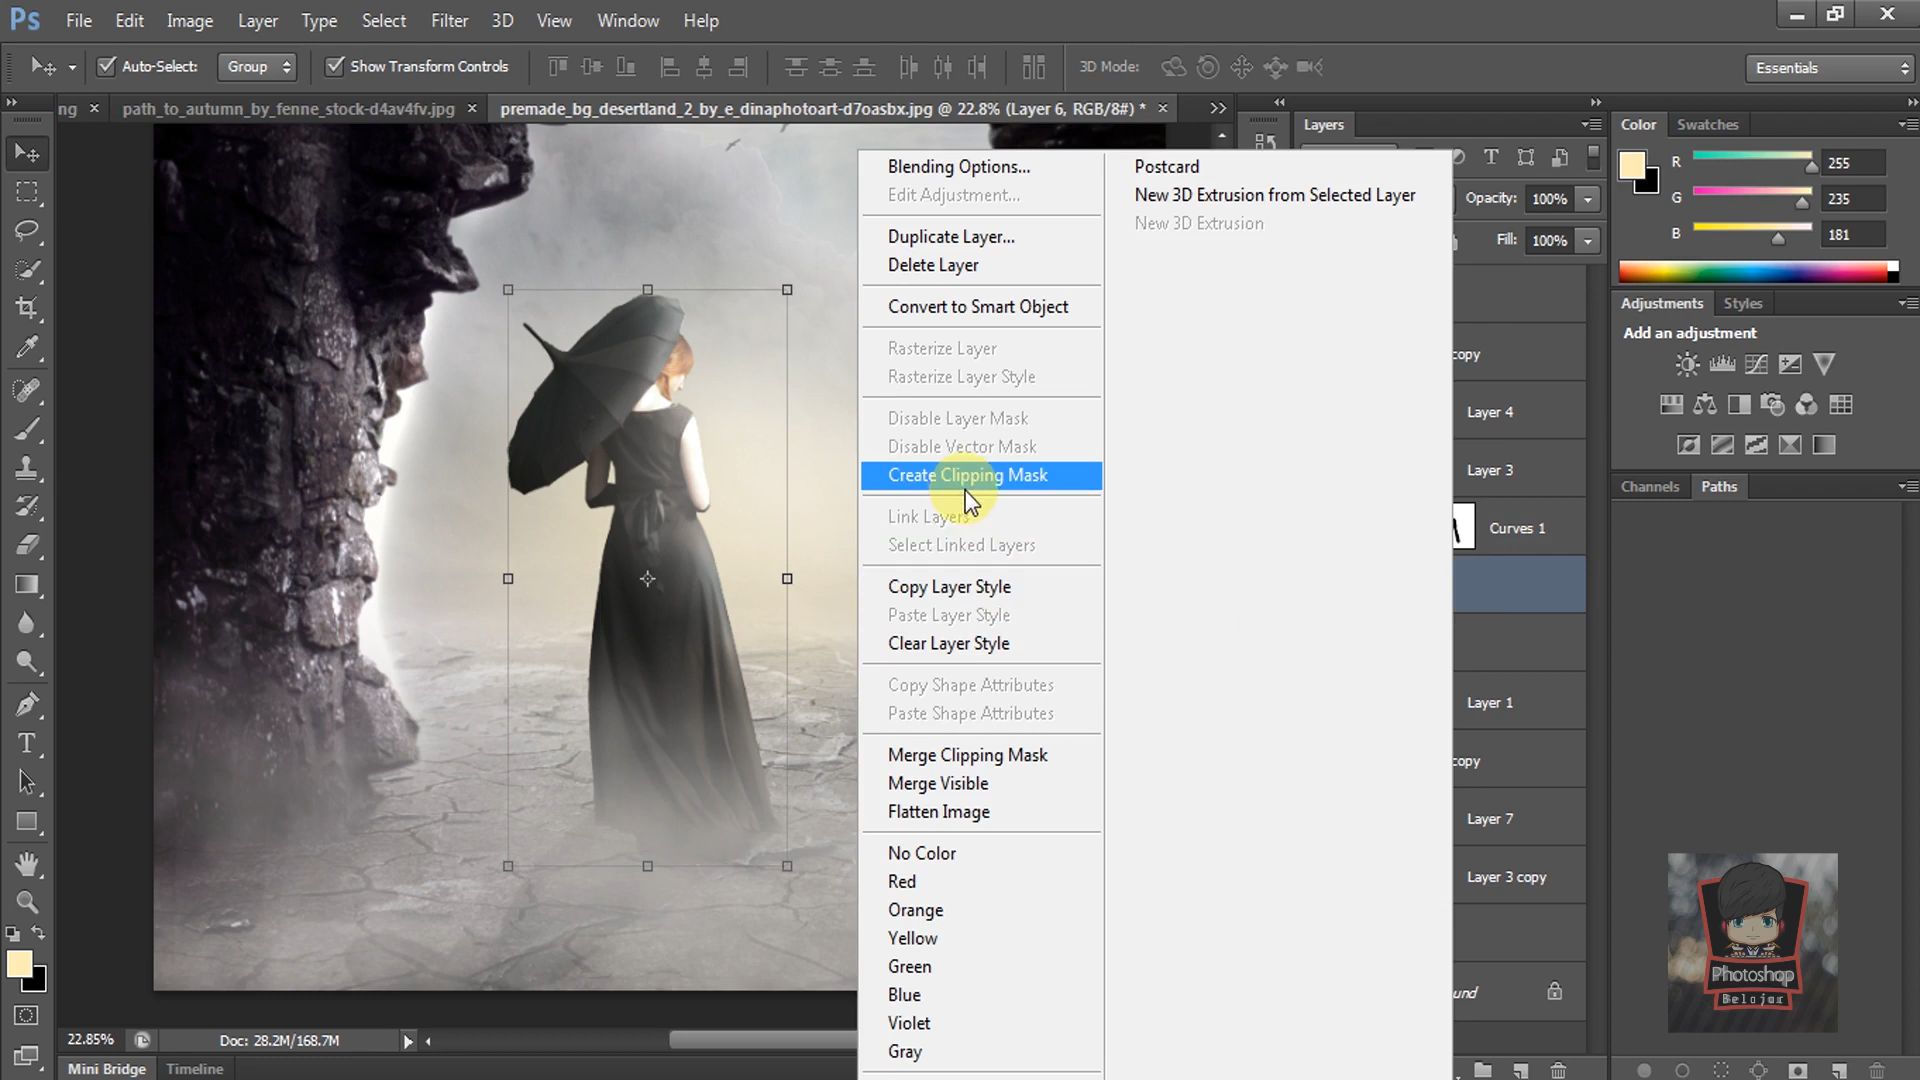 Ps File Edit Image Layer Type Select Filter 3D View Window Help
Auto-Select: Group Show Transform Controls 3D Mode: Essentials
ng path_to_autumn_by_fenne_stock-d4av4fv.jpg premade_bg_desertland_2_by_e_dinaphotoart-d7oasbx.jpg @ 22.8% (Layer 6, RGB/8#) *
Layers
Color Swatches
R 255
G 235
B 181
Opacity: 100%
Fill: 100%
Blending Options...
Edit Adjustment...
Duplicate Layer...
Delete Layer
Convert to Smart Object
Rasterize Layer
Rasterize Layer Style
Disable Layer Mask
Disable Vector Mask
Create Clipping Mask
Link Layers
Select Linked Layers
Copy Layer Style
Paste Layer Style
Clear Layer Style
Copy Shape Attributes
Paste Shape Attributes
Merge Clipping Mask
Merge Visible
Flatten Image
No Color
Red
Orange
Yellow
Green
Blue
Violet
Gray
Postcard
New 3D Extrusion from Selected Layer
New 3D Extrusion
copy
Layer 4
Layer 3
Curves 1
Layer 1
copy
Layer 7
Layer 3 copy
und
Adjustments Styles
Add an adjustment
Channels Paths
Photoshop
Belajar
22.85% Doc: 28.2M/168.7M
Mini Bridge Timeline